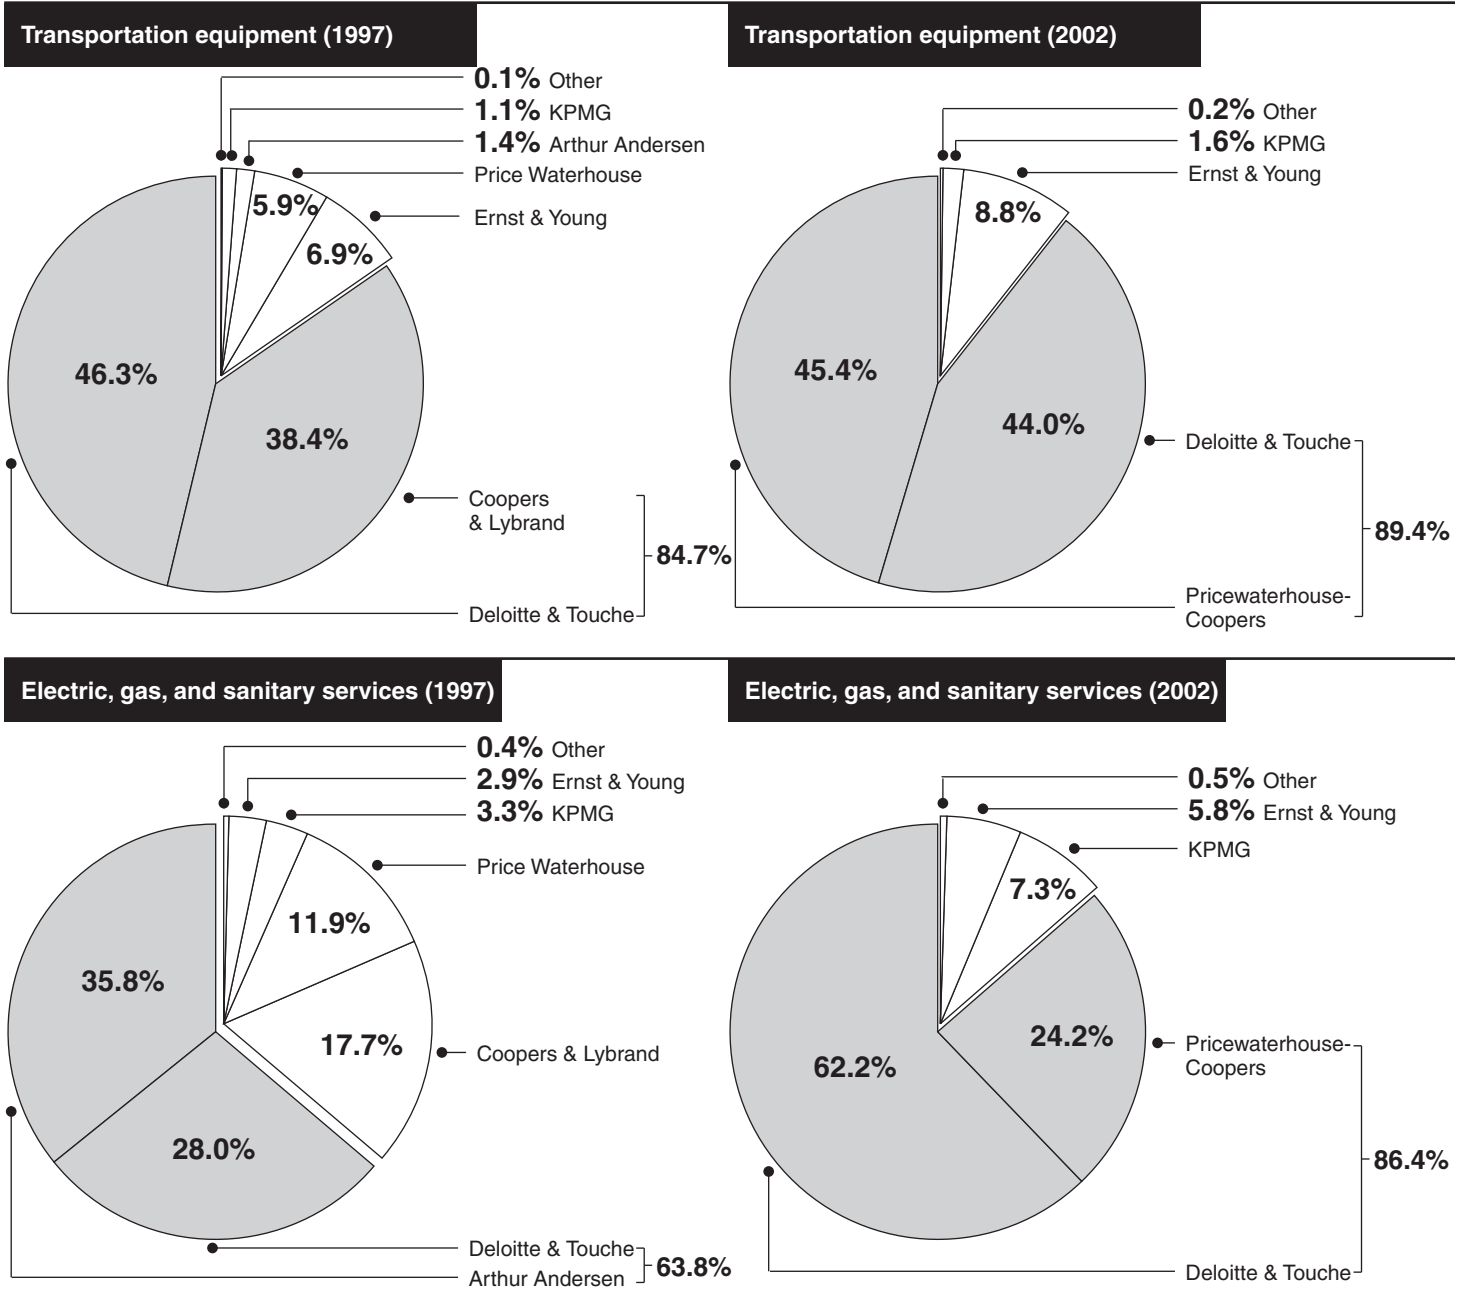 Transportation equipment (1997)
0.1% Other
1.1% KPMG
1.4% Arthur Andersen
Price Waterhouse
5.9%
Ernst & Young
6.9%
46.3%
38.4%
Coopers
& Lybrand
84.7%
Deloitte & Touche
Transportation equipment (2002)
0.2% Other
1.6% KPMG
Ernst & Young
8.8%
45.4%
44.0%
Deloitte & Touche
89.4%
Pricewaterhouse-
Coopers
Electric, gas, and sanitary services (1997)
0.4% Other
2.9% Ernst & Young
3.3% KPMG
Price Waterhouse
11.9%
35.8%
17.7%
Coopers & Lybrand
28.0%
Deloitte & Touche
63.8%
Arthur Andersen
Electric, gas, and sanitary services (2002)
0.5% Other
5.8% Ernst & Young
KPMG
7.3%
24.2%
Pricewaterhouse-
Coopers
62.2%
86.4%
Deloitte & Touche